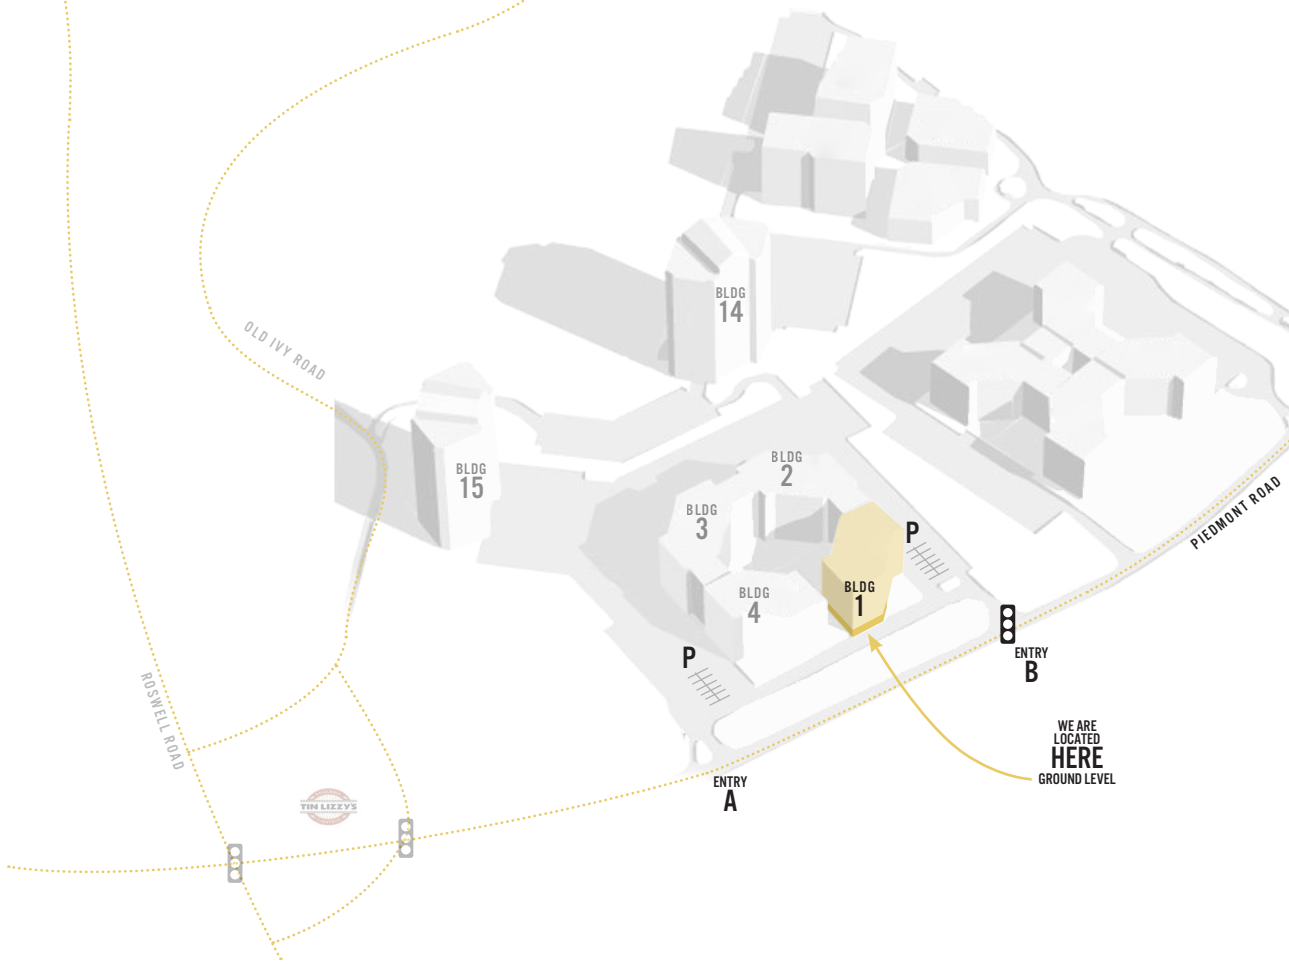 BLDG
14
OLD IVY ROAD
BLDG
15
BLDG
2
BLDG
3
P
PIEDMONT ROAD
BLDG
1
BLDG
4
P
ENTRY
B
ROSWELL ROAD
WE ARE
LOCATED
HERE
GROUND LEVEL
ENTRY
A
TIN LIZZY'S